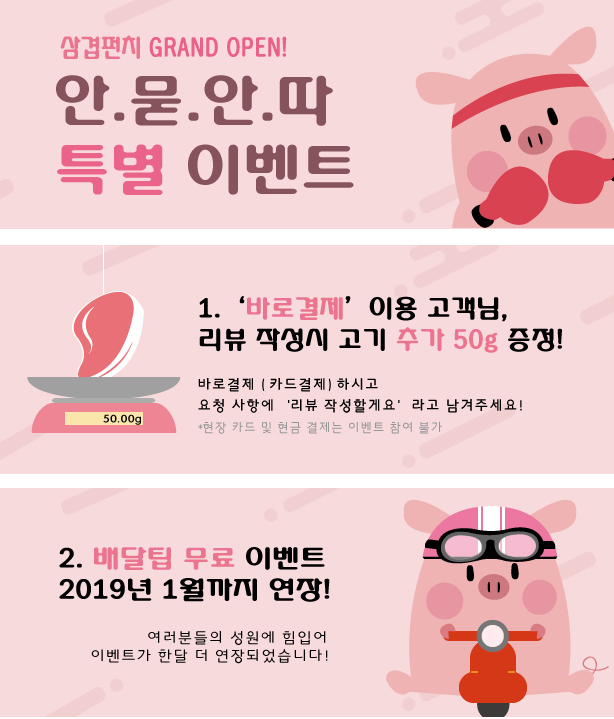 삼겹펀치 GRAND OPEN!
안.묻.안.따
특별 이벤트
1. ‘바로결제’ 이용 고객님,
리뷰 작성시 고기 추가 50g 증정!
바로결제 ( 카드결제) 하시고
요청 사항에 '리뷰 작성할게요' 라고 남겨주세요!
*현장 카드 및 현금 결제는 이벤트 참여 불가
50.00g
2. 배달팁 무료 이벤트
2019년 1월까지 연장!
여러분들의 성원에 힘입어
이벤트가 한달 더 연장되었습니다!